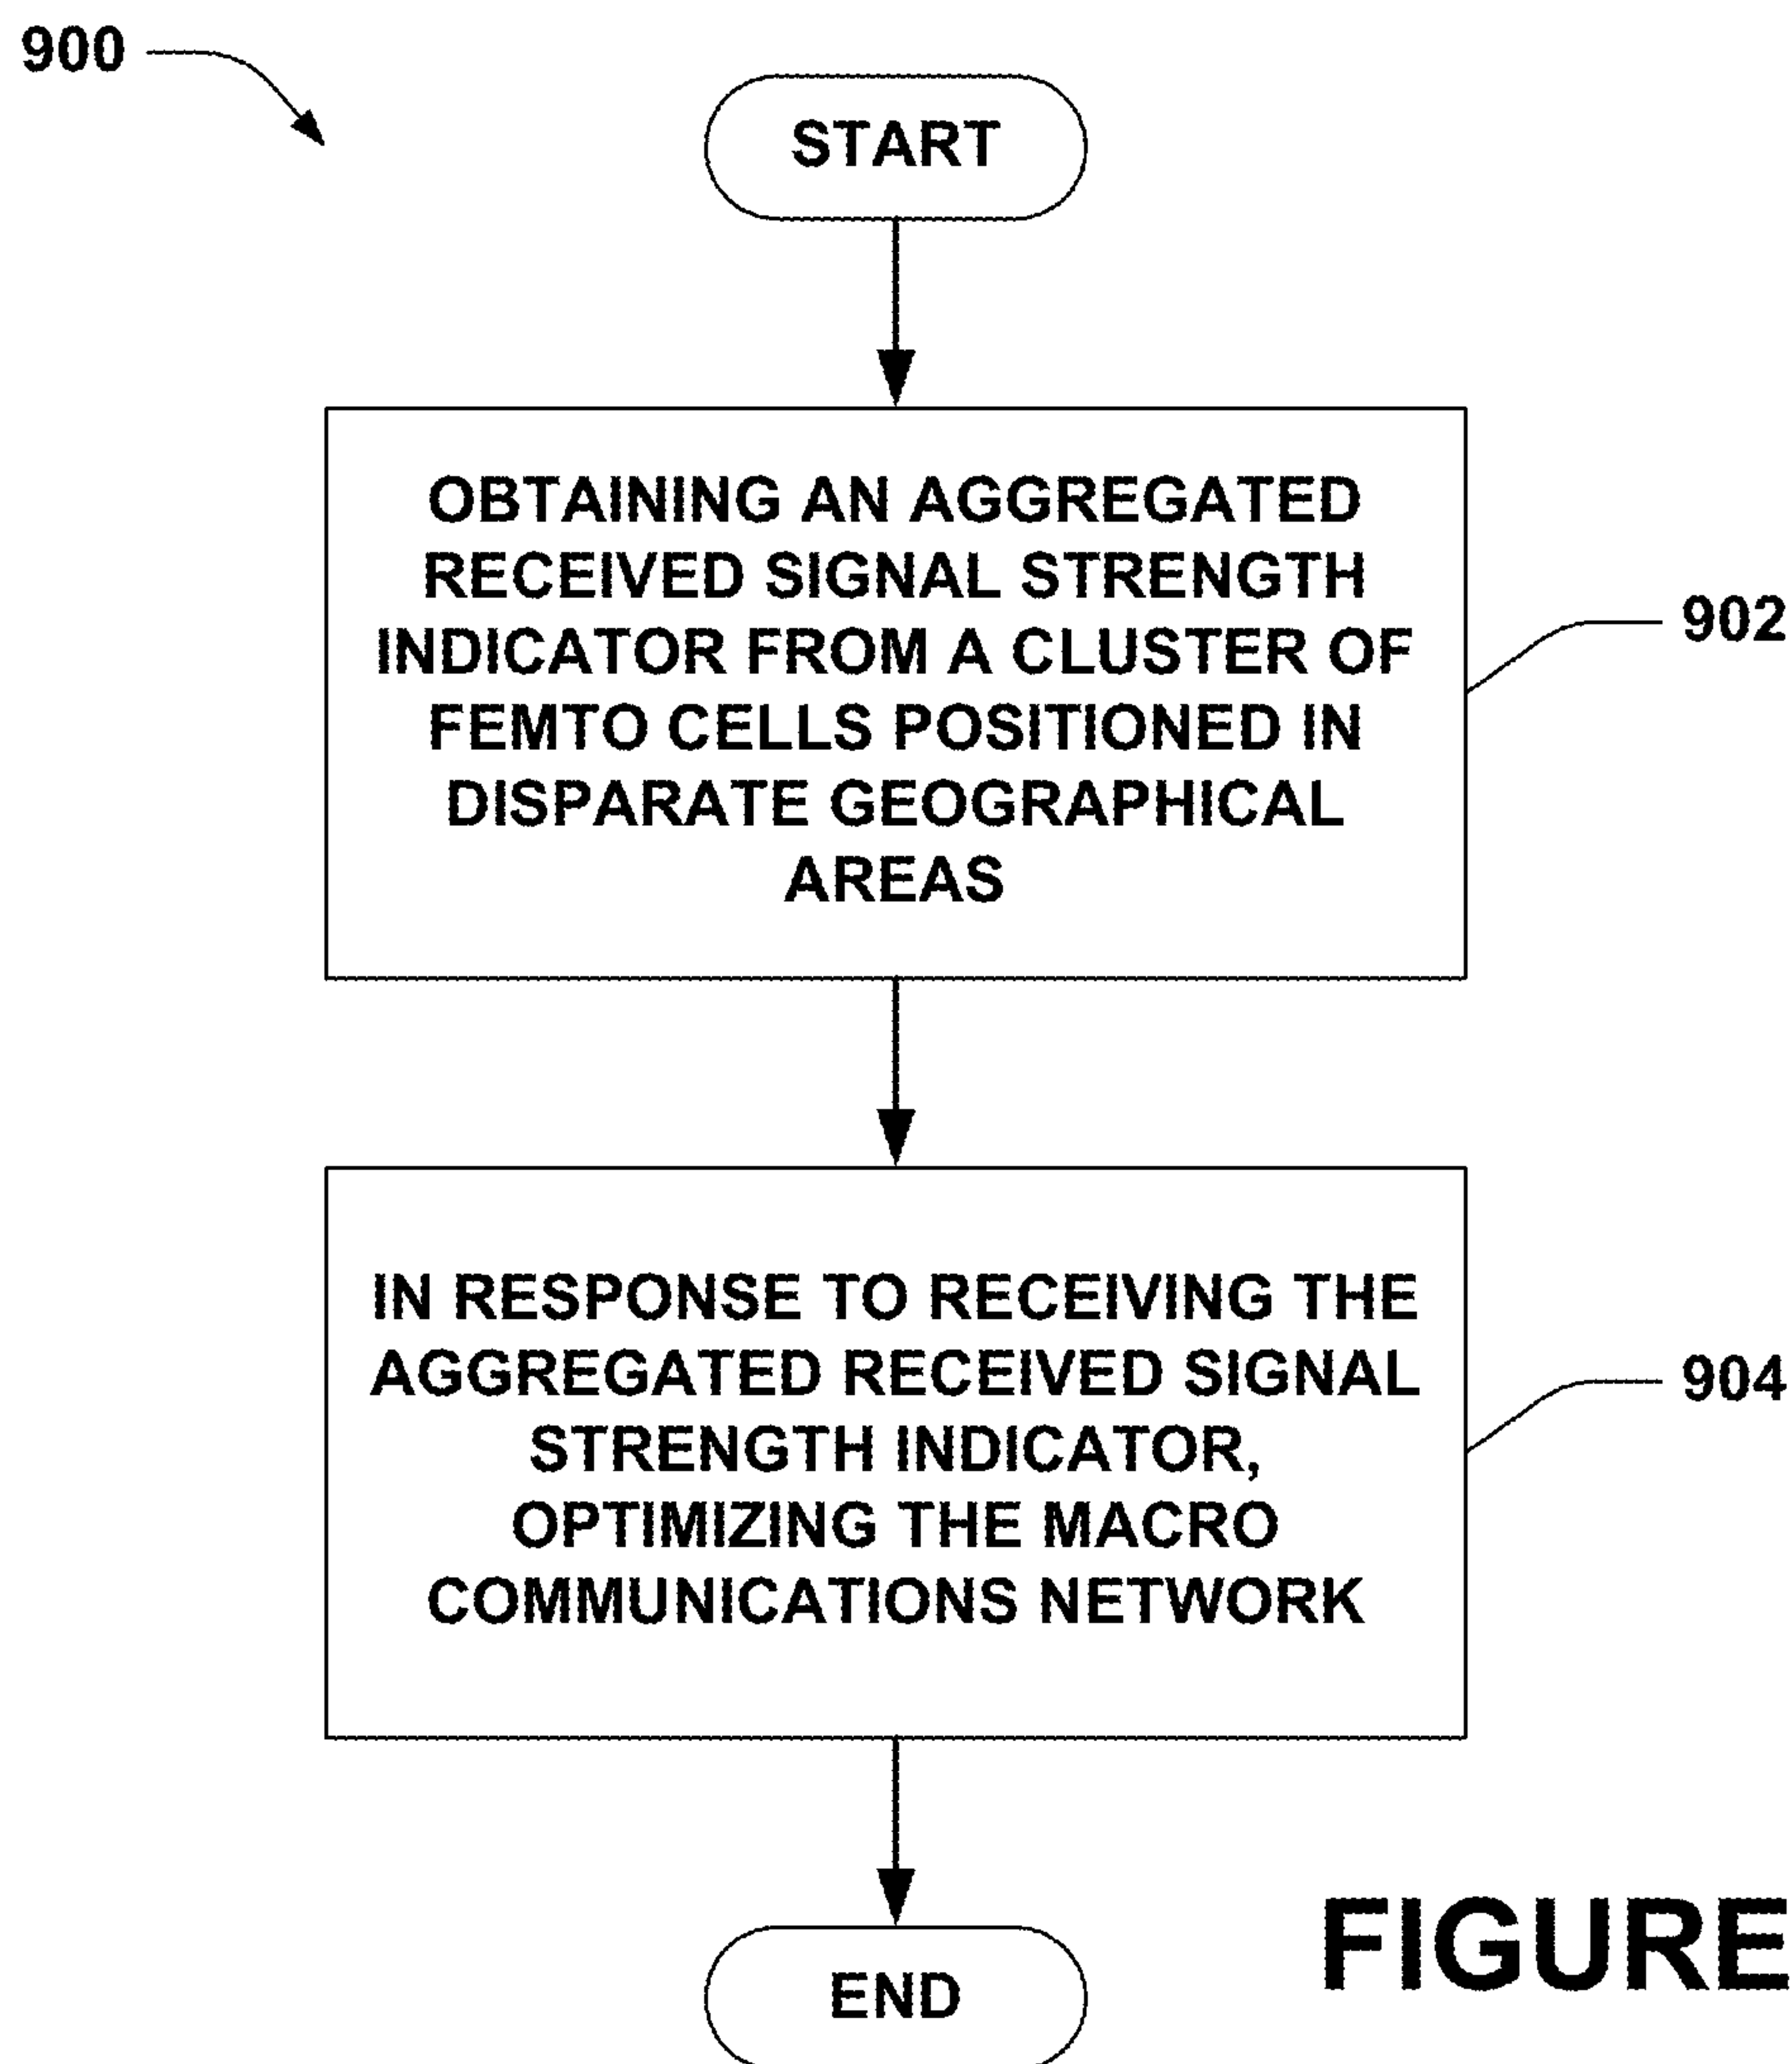 900
START
OBTAINING AN AGGREGATED
RECEIVED SIGNAL STRENGTH
INDICATOR FROM A CLUSTER OF
FEMTO CELLS POSITIONED IN
DISPARATE GEOGRAPHICAL
AREAS
902
IN RESPONSE TO RECEIVING THE
AGGREGATED RECEIVED SIGNAL
STRENGTH INDICATOR,
OPTIMIZING THE MACRO
COMMUNICATIONS NETWORK
904
END
FIGURE